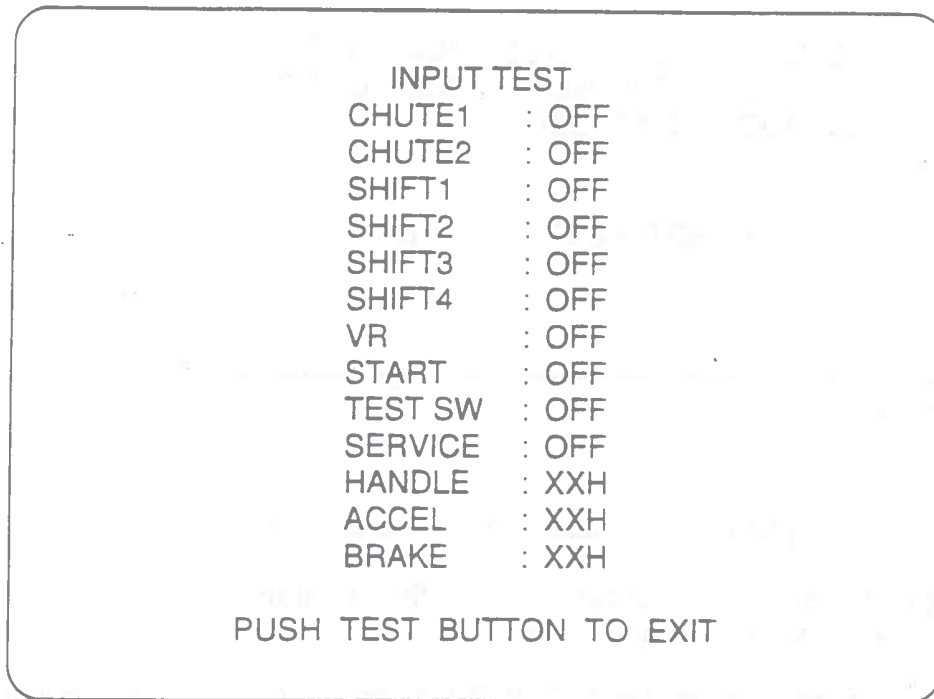 INPUT TEST
CHUTE1 : OFF
CHUTE2 : OFF
SHIFT1 : OFF
SHIFT2 : OFF
SHIFT3 : OFF
SHIFT4 : OFF
VR : OFF
START : OFF
TEST SW : OFF
SERVICE : OFF
HANDLE : XXH
ACCEL : XXH
BRAKE : XXH
PUSH TEST BUTTON TO EXIT